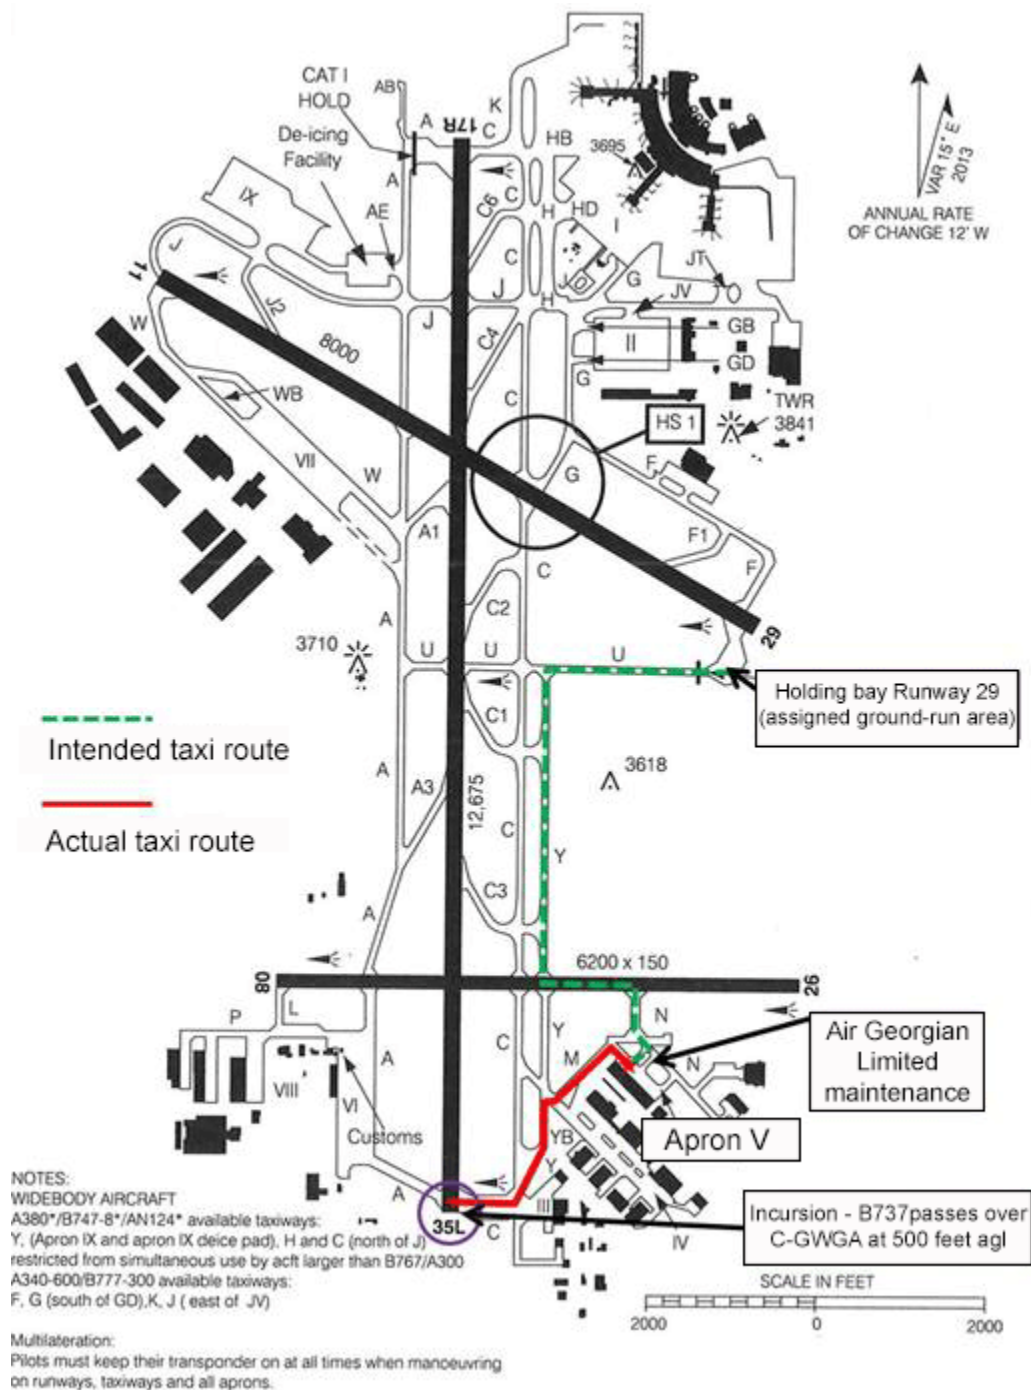 CAT I
HOLD
AB
A
17R
C
K
De-icing
Facility
HB
3695
VAR 15° E
2013
ANNUAL RATE
OF CHANGE 12' W
A
IX
AE
C6
C
H
HD
I
J
C
J
H
J
G
JT
JV
11
J2
J
C4
II
GB
GD
W
8000
WB
C
G
HS 1
TWR
3841
VII
W
G
F
A1
F1
F
C
C2
29
A
3710
U
U
U
C1
Holding bay Runway 29
(assigned ground-run area)
Intended taxi route
3618
A
A3
12,675
C
Y
Actual taxi route
C3
A
6200 x 150
08
26
L
P
N
Y
C
M
N
Air Georgian
Limited
maintenance
A
VIII
VI
Customs
YB
Y
Apron V
A
III
IV
35L
C
Incursion - B737passes over
C-GWGA at 500 feet agl
NOTES:
WIDEBODY AIRCRAFT
A380*/B747-8*/AN124* available taxiways:
Y, (Apron IX and apron IX deice pad), H and C (north of J)
restricted from simultaneous use by acft larger than B767/A300
A340-600/B777-300 available taxiways:
F, G (south of GD),K, J ( east of JV)
SCALE IN FEET
2000
0
2000
Multilateration:
Pilots must keep their transponder on at all times when manoeuvring
on runways, taxiways and all aprons.